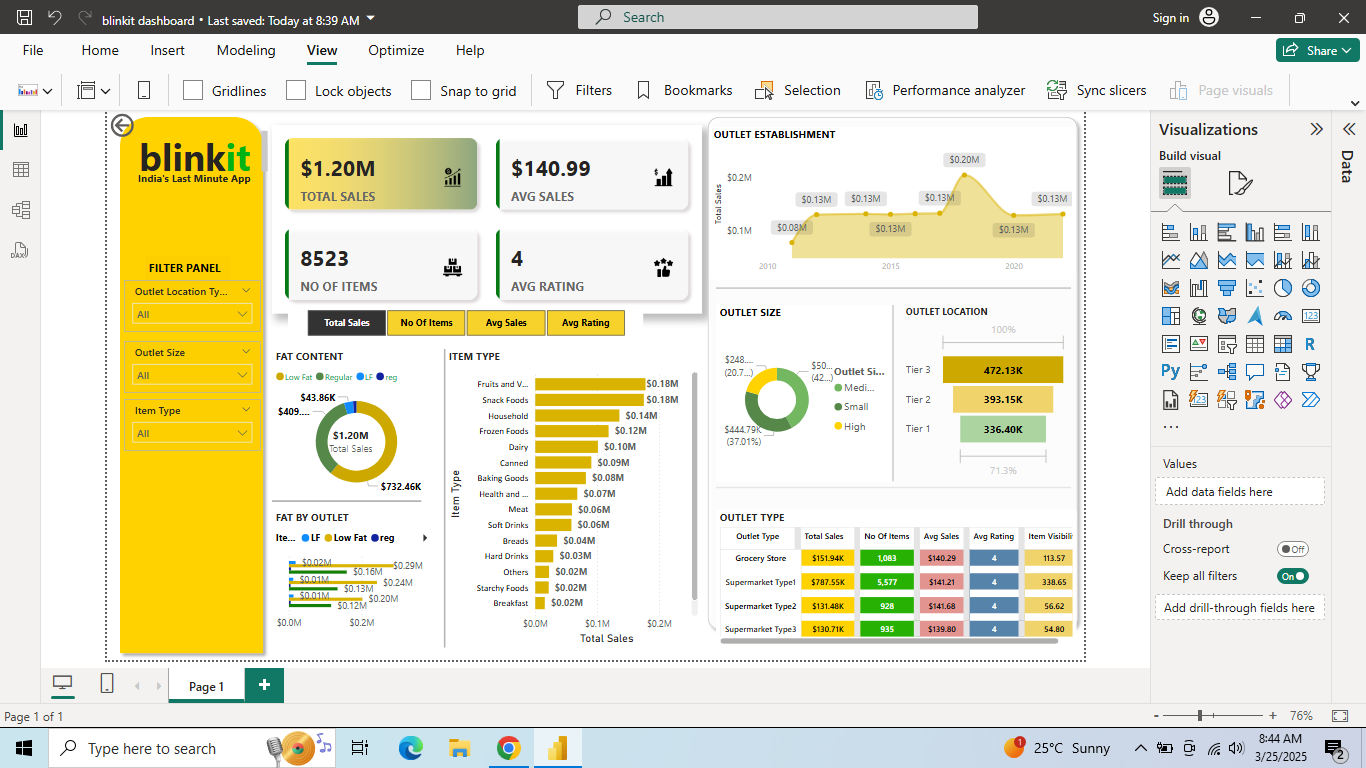 blinkit dashboard • Last saved: Today at 8:39 AM
Search
Sign in
File Home Insert Modeling View Optimize Help
Share
Gridlines Lock objects Snap to grid Filters Bookmarks Selection Performance analyzer Sync slicers Page visuals
blinkit
India's Last Minute App
FILTER PANEL
Outlet Location Ty...
All
Outlet Size
All
Item Type
All
$1.20M
TOTAL SALES
$140.99
AVG SALES
8523
NO OF ITEMS
4
AVG RATING
Total Sales No Of Items Avg Sales Avg Rating
FAT CONTENT
Low Fat Regular LF reg
$43.86K
$409....
$1.20M
Total Sales
$732.46K
FAT BY OUTLET
Ite... LF Low Fat reg
$0.02M
$0.29M
$0.16M
$0.01M
$0.24M
$0.13M
$0.01M
$0.20M
$0.12M
$0.0M $0.2M
ITEM TYPE
Item Type
Fruits and V... $0.18M
Snack Foods $0.18M
Household $0.14M
Frozen Foods $0.12M
Dairy $0.10M
Canned $0.09M
Baking Goods $0.08M
Health and ... $0.07M
Meat $0.06M
Soft Drinks $0.06M
Breads $0.04M
Hard Drinks $0.03M
Others $0.02M
Starchy Foods $0.02M
Breakfast $0.02M
$0.0M $0.1M $0.2M
Total Sales
OUTLET ESTABLISHMENT
Total Sales
$0.2M
$0.1M
$0.08M
$0.13M
$0.13M
$0.13M
$0.13M
$0.20M
$0.13M
$0.13M
2010 2015 2020
OUTLET SIZE
$248....
(20.7...)
$50...
(42...)
$444.79K
(37.01%)
Outlet Si...
Medi...
Small
High
OUTLET LOCATION
100%
Tier 3 472.13K
Tier 2 393.15K
Tier 1 336.40K
71.3%
OUTLET TYPE
Outlet Type Total Sales No Of Items Avg Sales Avg Rating Item Visibilit
Grocery Store $151.94K 1,083 $140.29 4 113.57
Supermarket Type1 $787.55K 5,577 $141.21 4 338.65
Supermarket Type2 $131.48K 928 $141.68 4 56.62
Supermarket Type3 $130.71K 935 $139.80 4 54.80
Visualizations
Build visual
123
R
Py
123
...
Values
Add data fields here
Drill through
Cross-report Off
Keep all filters On
Add drill-through fields here
Data
DAX
Page 1
+
Page 1 of 1
- + 76%
Type here to search
1
25°C Sunny
8:44 AM
3/25/2025
2